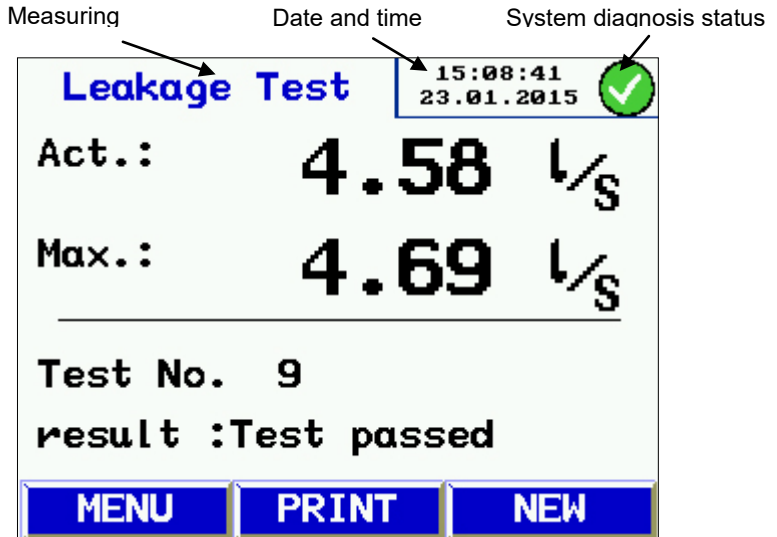 Measuring Date and time System diagnosis status
Leakage Test
15:08:41
23.01.2015
Act.: 4.58 l/s
Max.: 4.69 l/s
Test No. 9
result :Test passed
MENU PRINT NEW